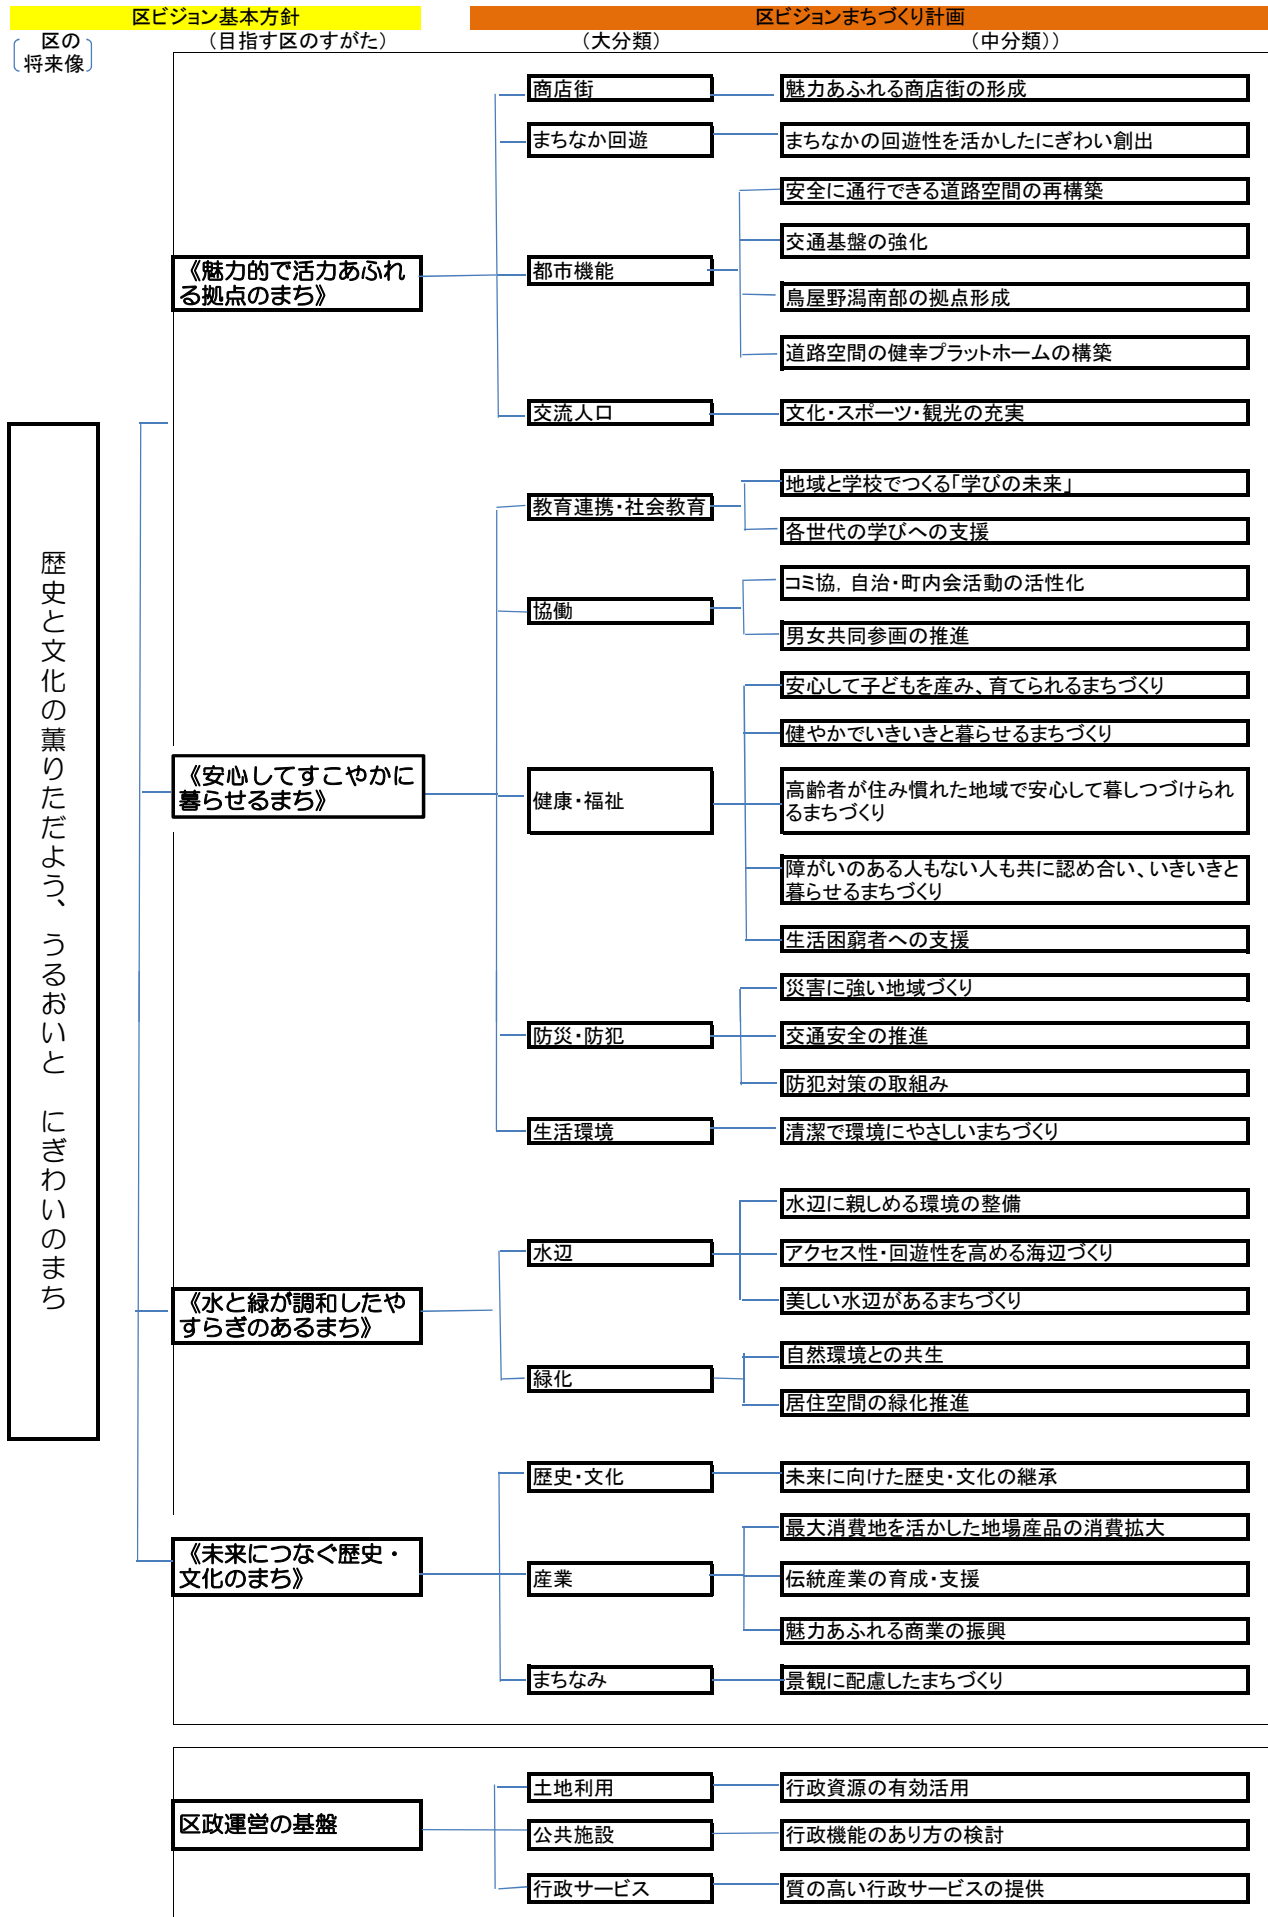 区ビジョン基本方針
区ビジョンまちづくり計画
区の
将来像
（目指す区のすがた）
（大分類）
（中分類））
歴史と文化の薫りただよう、うるおいと　にぎわいのまち
《魅力的で活力あふれ
る拠点のまち》
商店街
魅力あふれる商店街の形成
まちなか回遊
まちなかの回遊性を活かしたにぎわい創出
都市機能
安全に通行できる道路空間の再構築
交通基盤の強化
鳥屋野潟南部の拠点形成
道路空間の健幸プラットホームの構築
交流人口
文化・スポーツ・観光の充実
《安心してすこやかに
暮らせるまち》
教育連携・社会教育
地域と学校でつくる「学びの未来」
各世代の学びへの支援
協働
コミ協，自治・町内会活動の活性化
男女共同参画の推進
健康・福祉
安心して子どもを産み、育てられるまちづくり
健やかでいきいきと暮らせるまちづくり
高齢者が住み慣れた地域で安心して暮しつづけられ
るまちづくり
障がいのある人もない人も共に認め合い、いきいきと
暮らせるまちづくり
生活困窮者への支援
防災・防犯
災害に強い地域づくり
交通安全の推進
防犯対策の取組み
生活環境
清潔で環境にやさしいまちづくり
《水と緑が調和したや
すらぎのあるまち》
水辺
水辺に親しめる環境の整備
アクセス性・回遊性を高める海辺づくり
美しい水辺があるまちづくり
緑化
自然環境との共生
居住空間の緑化推進
《未来につなぐ歴史・
文化のまち》
歴史・文化
未来に向けた歴史・文化の継承
産業
最大消費地を活かした地場産品の消費拡大
伝統産業の育成・支援
魅力あふれる商業の振興
まちなみ
景観に配慮したまちづくり
区政運営の基盤
土地利用
行政資源の有効活用
公共施設
行政機能のあり方の検討
行政サービス
質の高い行政サービスの提供